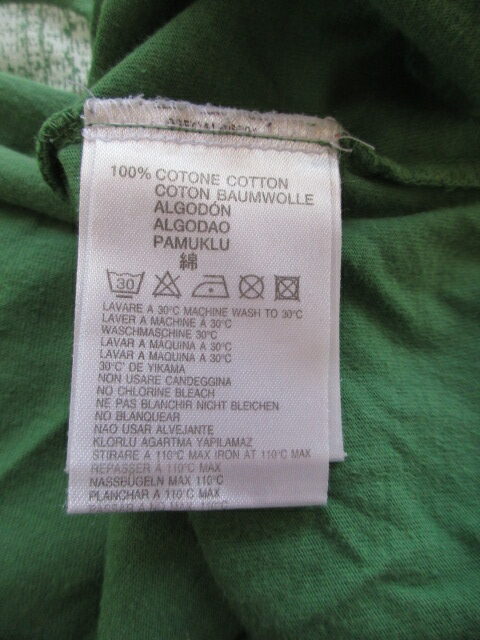 100% COTONE COTTON
COTON BAUMWOLLE
ALGODÓN
ALGODAO
PAMUKLU
綿
30
LAVARE A 30°C MACHINE WASH TO 30°C
LAVER A MACHINE A 30°C
WASCHMASCHINE 30°C
LAVAR A MAQUINA A 30°C
LAVAR A MAQUINA A 30°C
30°C' DE YIKAMA
NON USARE CANDEGGINA
NO CHLORINE BLEACH
NE PAS BLANCHIR NICHT BLEICHEN
NO BLANQUEAR
NAO USAR ALVEJANTE
KLORLU AGARTMA YAPILAMAZ
STIRARE A 110°C MAX IRON AT 110°C MAX
REPASSER A 110°C MAX
NASSBÜGELN MAX 110°C
PLANCHAR A 110°C MAX